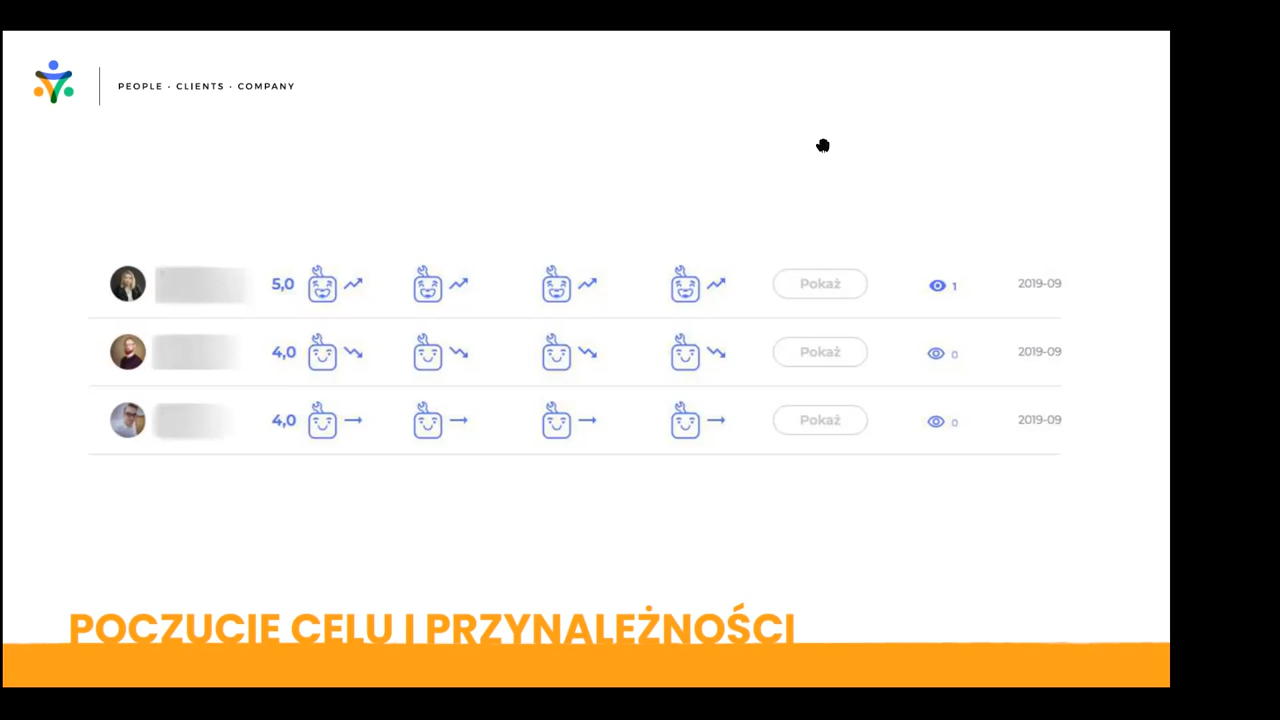 PEOPLE · CLIENTS · COMPANY
5,0 Pokaż 1 2019-09
4,0 Pokaż 0 2019-09
4,0 Pokaż 0 2019-09
POCZUCIE CELU I PRZYNALEŻNOŚCI